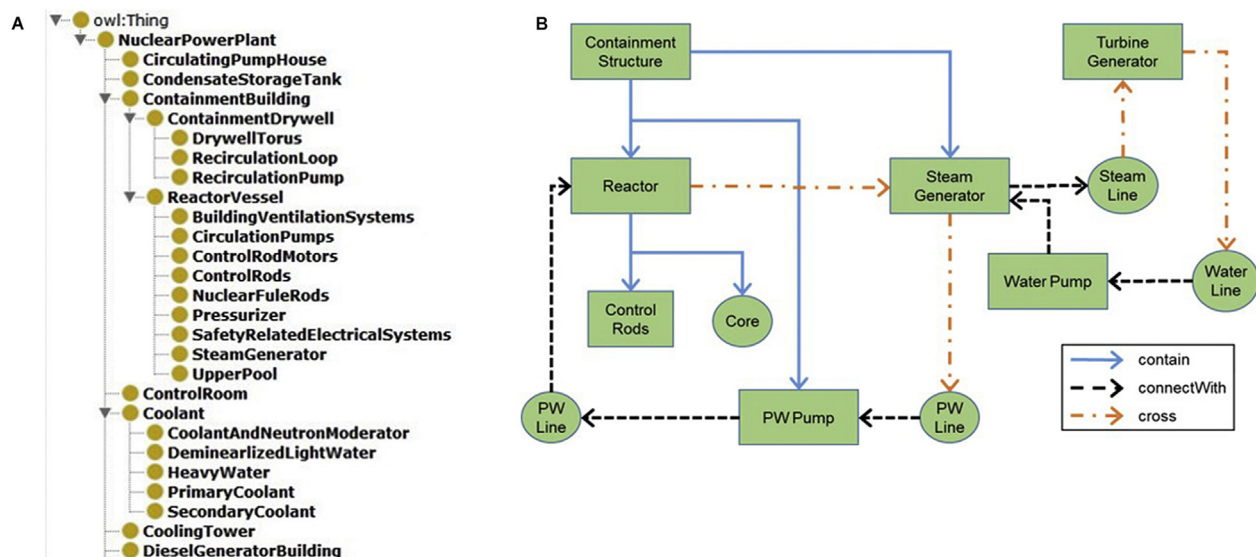 A
owl:Thing
NuclearPowerPlant
CirculatingPumpHouse
CondensateStorageTank
ContainmentBuilding
ContainmentDrywell
DrywellTorus
RecirculationLoop
RecirculationPump
ReactorVessel
BuildingVentilationSystems
CirculationPumps
ControlRodMotors
ControlRods
NuclearFuleRods
Pressurizer
SafetyRelatedElectricalSystems
SteamGenerator
UpperPool
ControlRoom
Coolant
CoolantAndNeutronModerator
DeminearlizedLightWater
HeavyWater
PrimaryCoolant
SecondaryCoolant
CoolingTower
DieselGeneratorBuilding
B
Containment
Structure
Turbine
Generator
Reactor
Steam
Generator
Steam
Line
Water Pump
Water
Line
Control
Rods
Core
PW
Line
PW Pump
PW
Line
contain
connectWith
cross